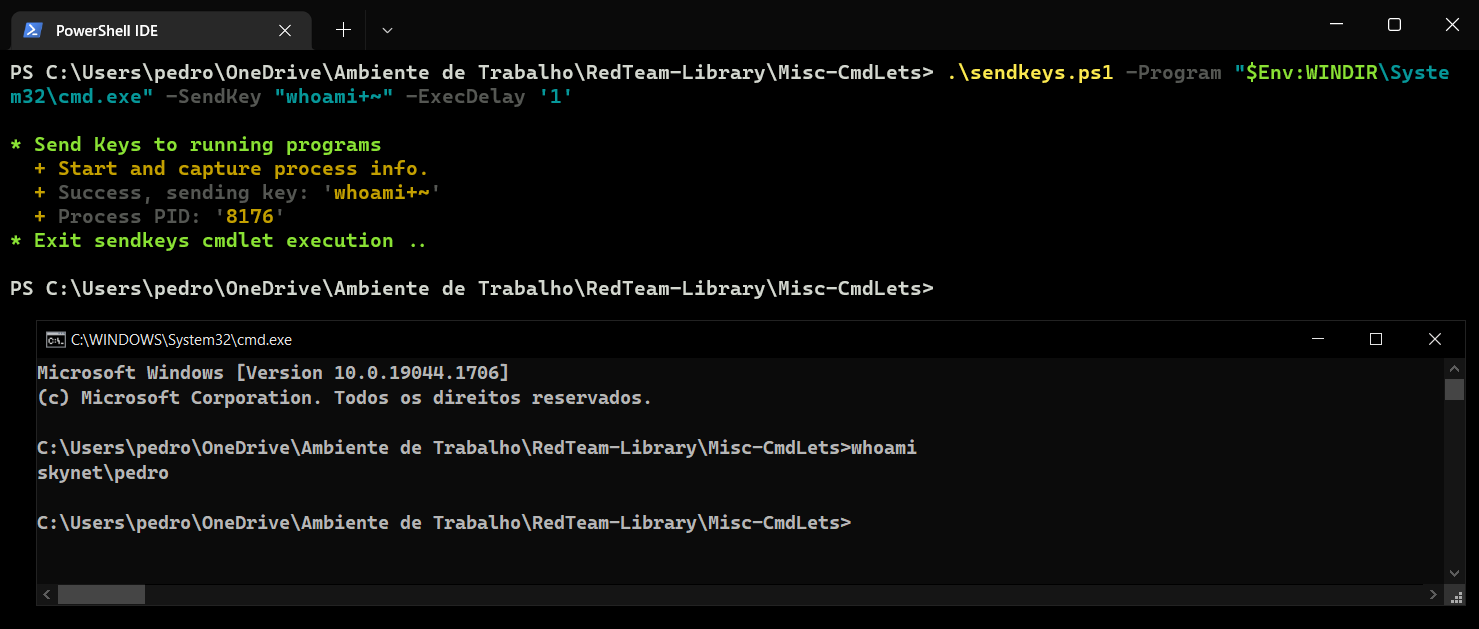 PowerShell IDE
PS C:\Users\pedro\OneDrive\Ambiente de Trabalho\RedTeam-Library\Misc-CmdLets> .\sendkeys.ps1 -Program "$Env:WINDIR\Syste
m32\cmd.exe" -SendKey "whoami+~" -ExecDelay '1'
* Send Keys to running programs
+ Start and capture process info.
+ Success, sending key: 'whoami+~'
+ Process PID: '8176'
* Exit sendkeys cmdlet execution ..
PS C:\Users\pedro\OneDrive\Ambiente de Trabalho\RedTeam-Library\Misc-CmdLets>
C:\WINDOWS\System32\cmd.exe
Microsoft Windows [Version 10.0.19044.1706]
(c) Microsoft Corporation. Todos os direitos reservados.
C:\Users\pedro\OneDrive\Ambiente de Trabalho\RedTeam-Library\Misc-CmdLets>whoami
skynet\pedro
C:\Users\pedro\OneDrive\Ambiente de Trabalho\RedTeam-Library\Misc-CmdLets>